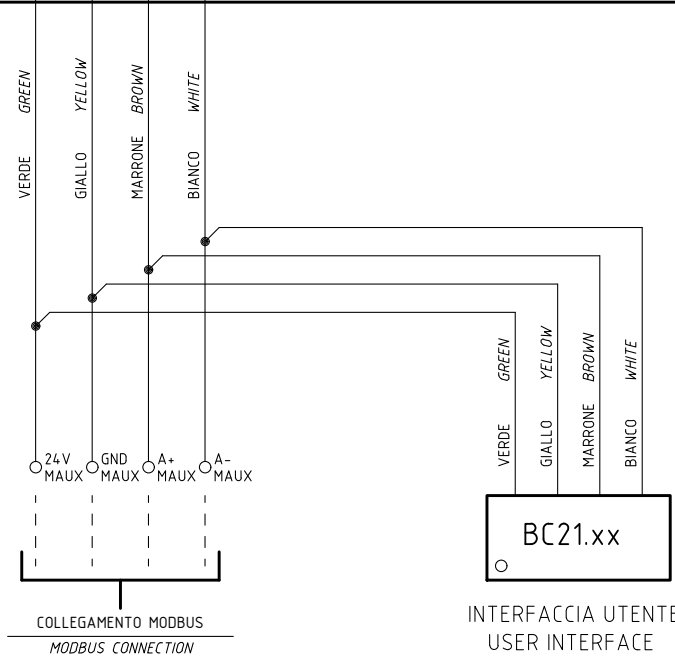 VERDE GREEN
GIALLO YELLOW
MARRONE BROWN
BIANCO WHITE
VERDE GREEN
GIALLO YELLOW
MARRONE BROWN
BIANCO WHITE
24V MAUX
GND MAUX
A+ MAUX
A- MAUX
BC21.xx
COLLEGAMENTO MODBUS
MODBUS CONNECTION
INTERFACCIA UTENTE
USER INTERFACE